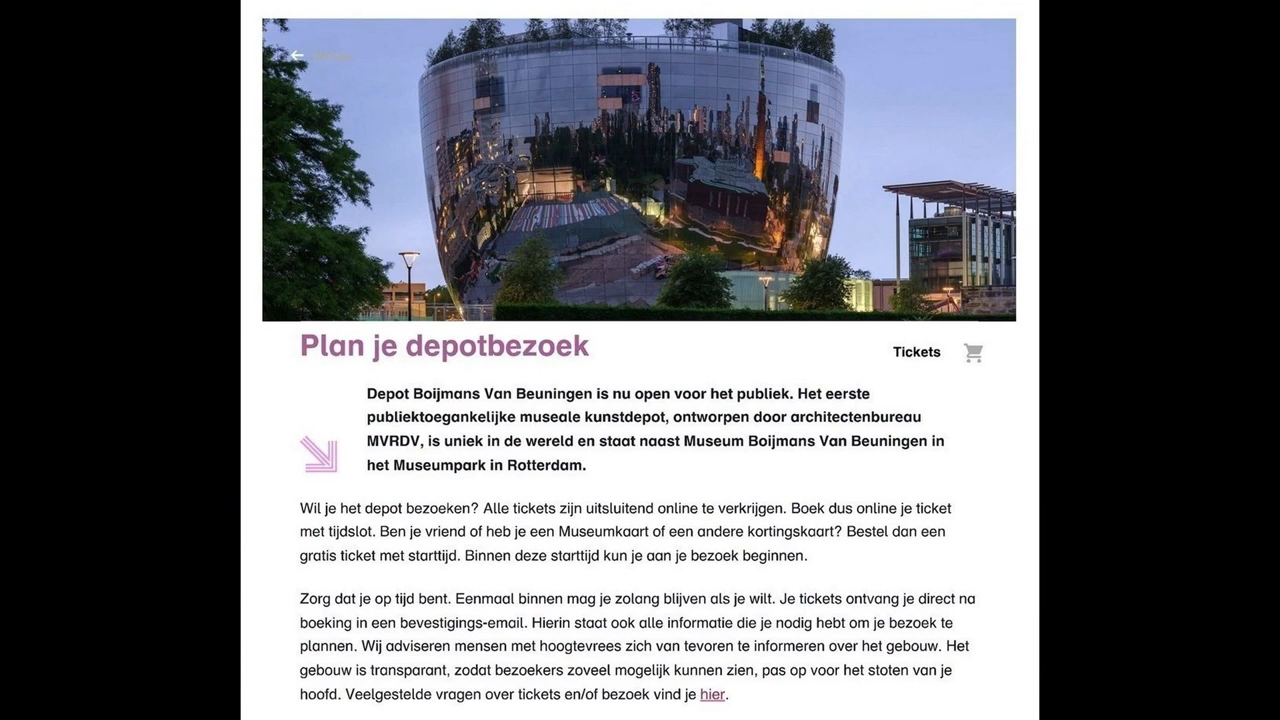 Plan je depotbezoek
Tickets
Depot Boijmans Van Beuningen is nu open voor het publiek. Het eerste
publiektoegankelijke museale kunstdepot, ontworpen door architectenbureau
MVRDV, is uniek in de wereld en staat naast Museum Boijmans Van Beuningen in
het Museumpark in Rotterdam.
Wil je het depot bezoeken? Alle tickets zijn uitsluitend online te verkrijgen. Boek dus online je ticket
met tijdslot. Ben je vriend of heb je een Museumkaart of een andere kortingskaart? Bestel dan een
gratis ticket met starttijd. Binnen deze starttijd kun je aan je bezoek beginnen.
Zorg dat je op tijd bent. Eenmaal binnen mag je zolang blijven als je wilt. Je tickets ontvang je direct na
boeking in een bevestigings-email. Hierin staat ook alle informatie die je nodig hebt om je bezoek te
plannen. Wij adviseren mensen met hoogtevrees zich van tevoren te informeren over het gebouw. Het
gebouw is transparant, zodat bezoekers zoveel mogelijk kunnen zien, pas op voor het stoten van je
hoofd. Veelgestelde vragen over tickets en/of bezoek vind je hier.